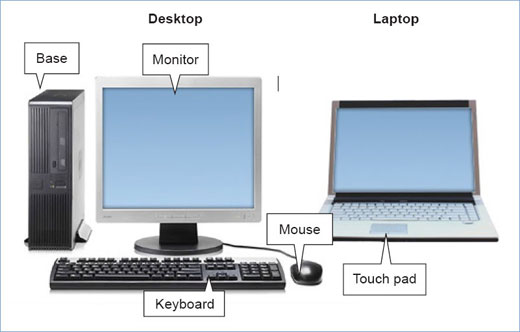 Desktop
Laptop
Base
Monitor
Mouse
Touch pad
Keyboard